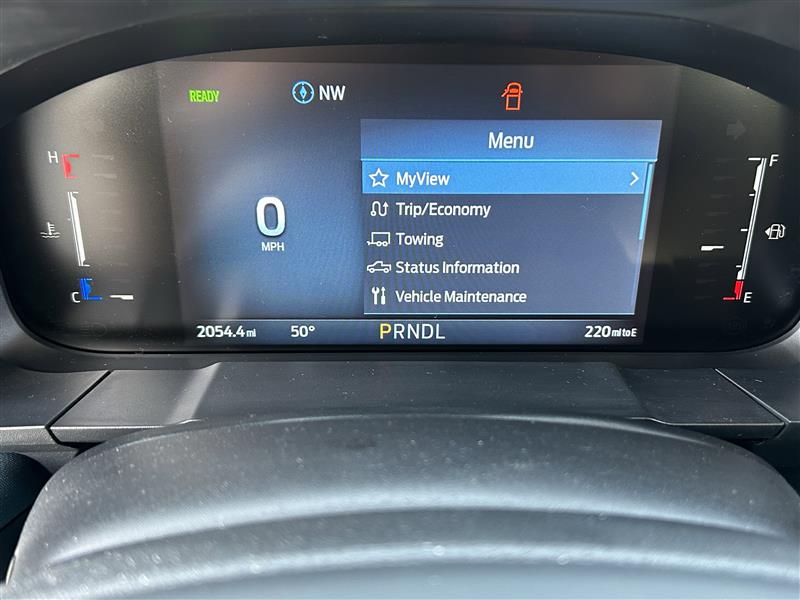 READY
NW
H
F
Menu
MyView
Trip/Economy
0
MPH
Towing
Status Information
Vehicle Maintenance
C
E
2054.4 mi
50°
PRNDL
220 mi to E